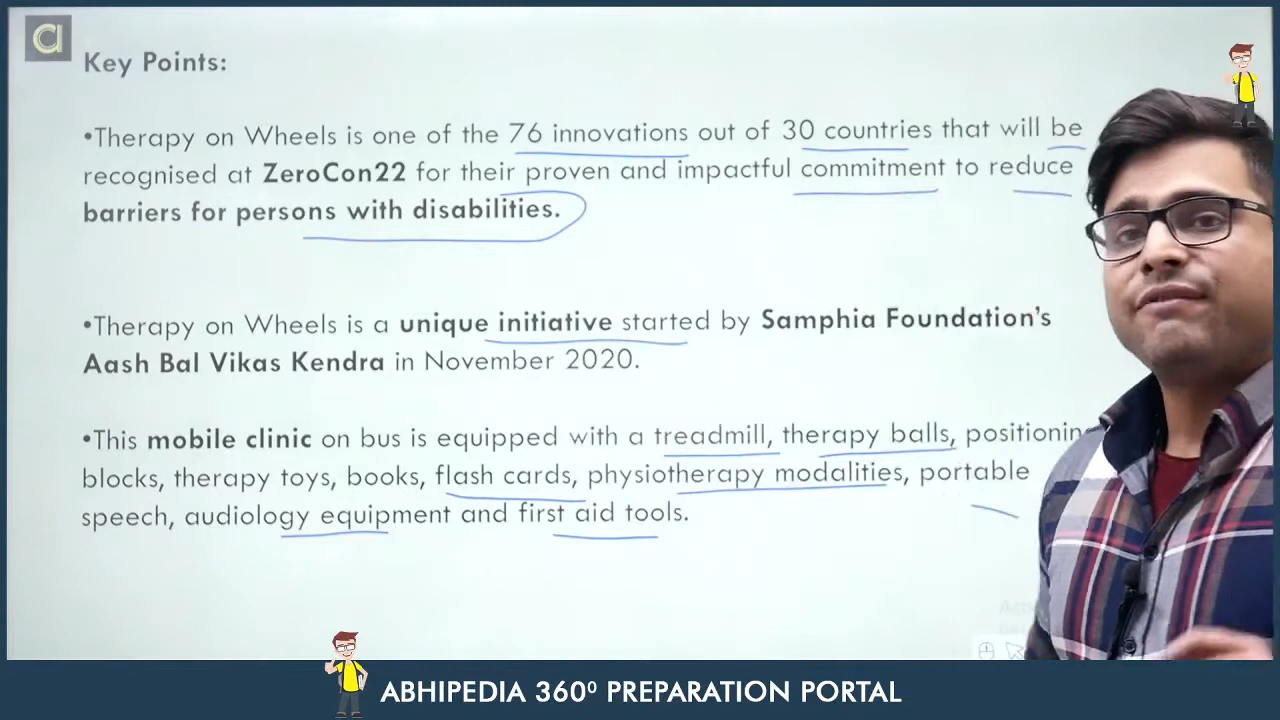 a
Key Points:
•Therapy on Wheels is one of the 76 innovations out of 30 countries that will be
recognised at ZeroCon22 for their proven and impactful commitment to reduce
barriers for persons with disabilities.
•Therapy on Wheels is a unique initiative started by Samphia Foundation's
Aash Bal Vikas Kendra in November 2020.
•This mobile clinic on bus is equipped with a treadmill, therapy balls, positionin
blocks, therapy toys, books, flash cards, physiotherapy modalities, portable
speech, audiology equipment and first aid tools.
ABHIPEDIA 360⁰ PREPARATION PORTAL